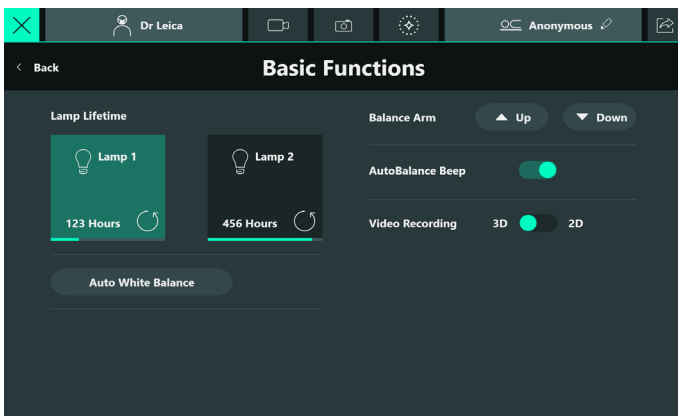 Dr Leica
Anonymous
Back
Basic Functions
Lamp Lifetime
Lamp 1
123 Hours
Lamp 2
456 Hours
Auto White Balance
Balance Arm Up Down
AutoBalance Beep
Video Recording 3D 2D